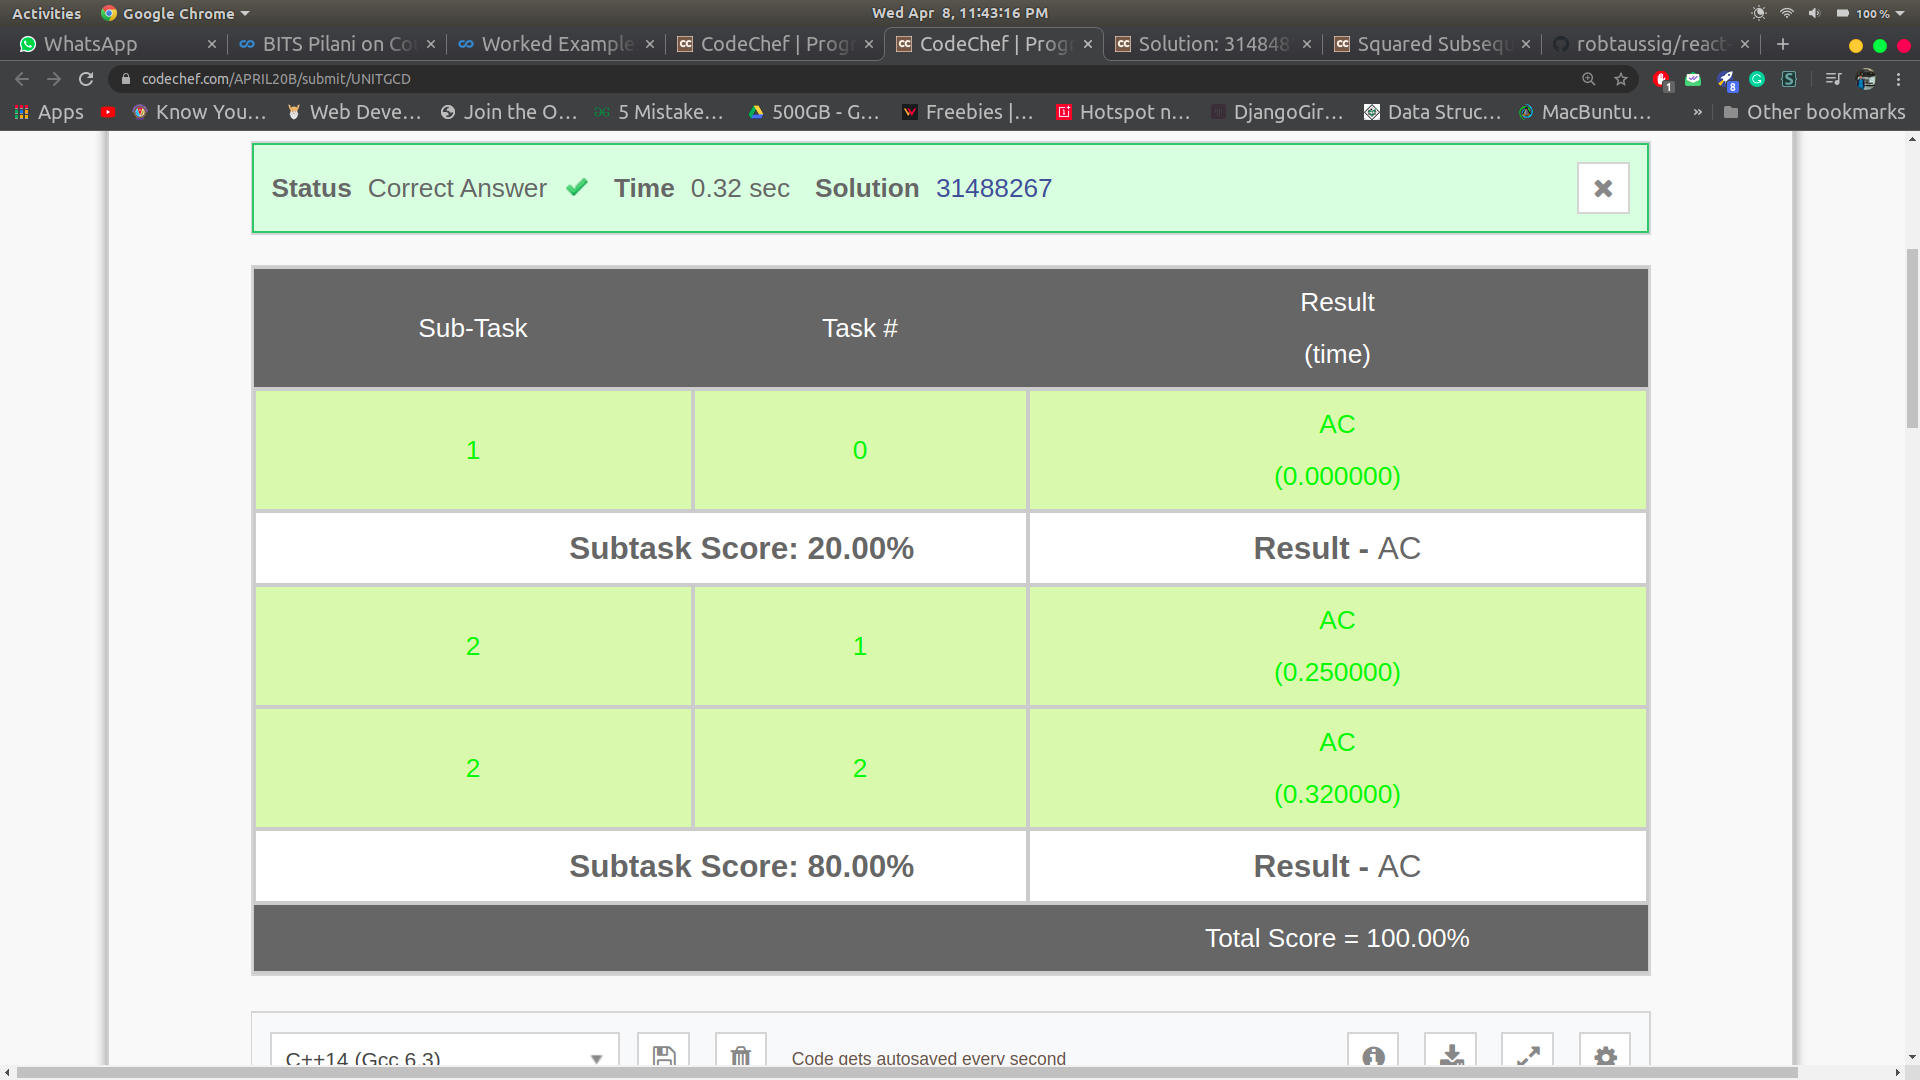 Activities Google Chrome Wed Apr 8, 11:43:16 PM 100 %
WhatsApp BITS Pilani on Co CodeChef | Progr Worked Example CodeChef | Progr Solution: 314848 Squared Subsequ robtaussig/react
codechef.com/APRIL20B/submit/UNITGCD 1 8
Apps Know You... Web Deve... Join the O... 5 Mistake... 500GB - G... Freebies |... Hotspot n... DjangoGir... Data Struc... MacBuntu... » Other bookmarks
Status Correct Answer Time 0.32 sec Solution 31488267
Sub-Task Task # Result
(time)
1 0 AC
(0.000000)
Subtask Score: 20.00% Result - AC
2 1 AC
(0.250000)
2 2 AC
(0.320000)
Subtask Score: 80.00% Result - AC
Total Score = 100.00%
C++14 (Gcc 6.3) Code gets autosaved every second